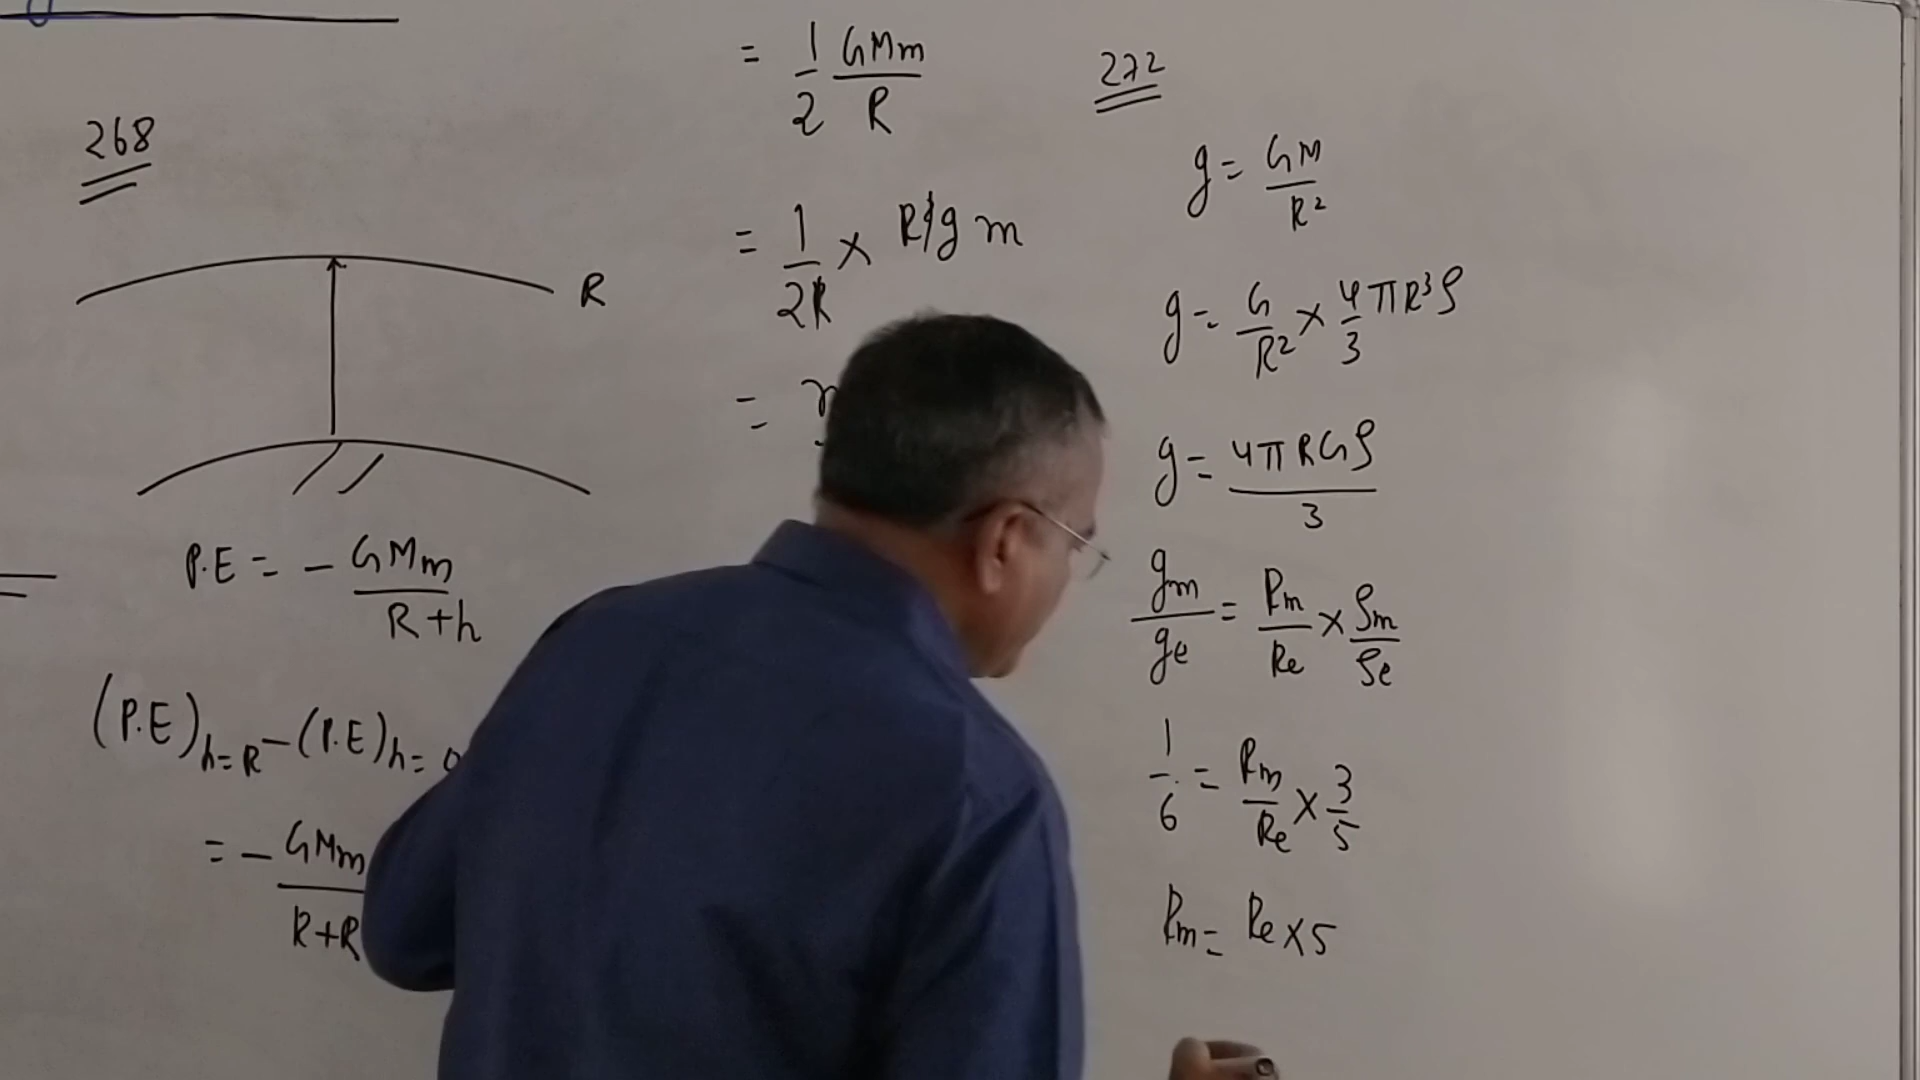 268
R
P.E = - GMm / R+h
(P.E)h=R - (P.E)h=0
= - GMm / R+R
= 1/2 GMm/R
= 1/2R × R²gm
=
272
g = GM/R²
g = G/R² × 4/3 πR³ρ
g = 4πRGρ / 3
gm/ge = Rm/Re × ρm/ρe
1/6 = Rm/Re × 3/5
Rm = Re×5